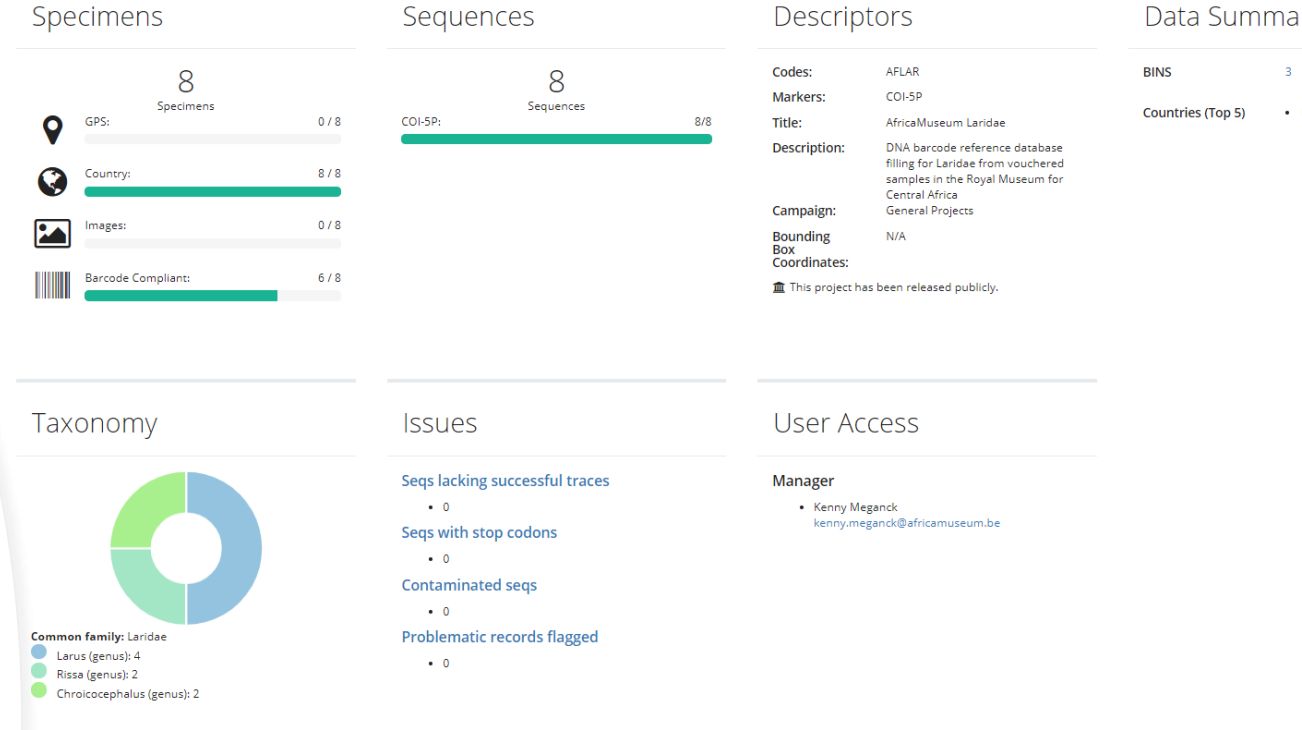 Specimens
8
Specimens
GPS: 0 / 8
Country: 8 / 8
Images: 0 / 8
Barcode Compliant: 6 / 8
Sequences
8
Sequences
COI-5P: 8/8
Descriptors
Codes: AFLAR
Markers: COI-5P
Title: AfricaMuseum Laridae
Description: DNA barcode reference database
filling for Laridae from vouchered
samples in the Royal Museum for
Central Africa
Campaign: General Projects
Bounding N/A
Box
Coordinates:
This project has been released publicly.
Data Summa
BINS 3
Countries (Top 5) •
Taxonomy
Common family: Laridae
Larus (genus): 4
Rissa (genus): 2
Chroicocephalus (genus): 2
Issues
Seqs lacking successful traces
• 0
Seqs with stop codons
• 0
Contaminated seqs
• 0
Problematic records flagged
• 0
User Access
Manager
• Kenny Meganck
kenny.meganck@africamuseum.be